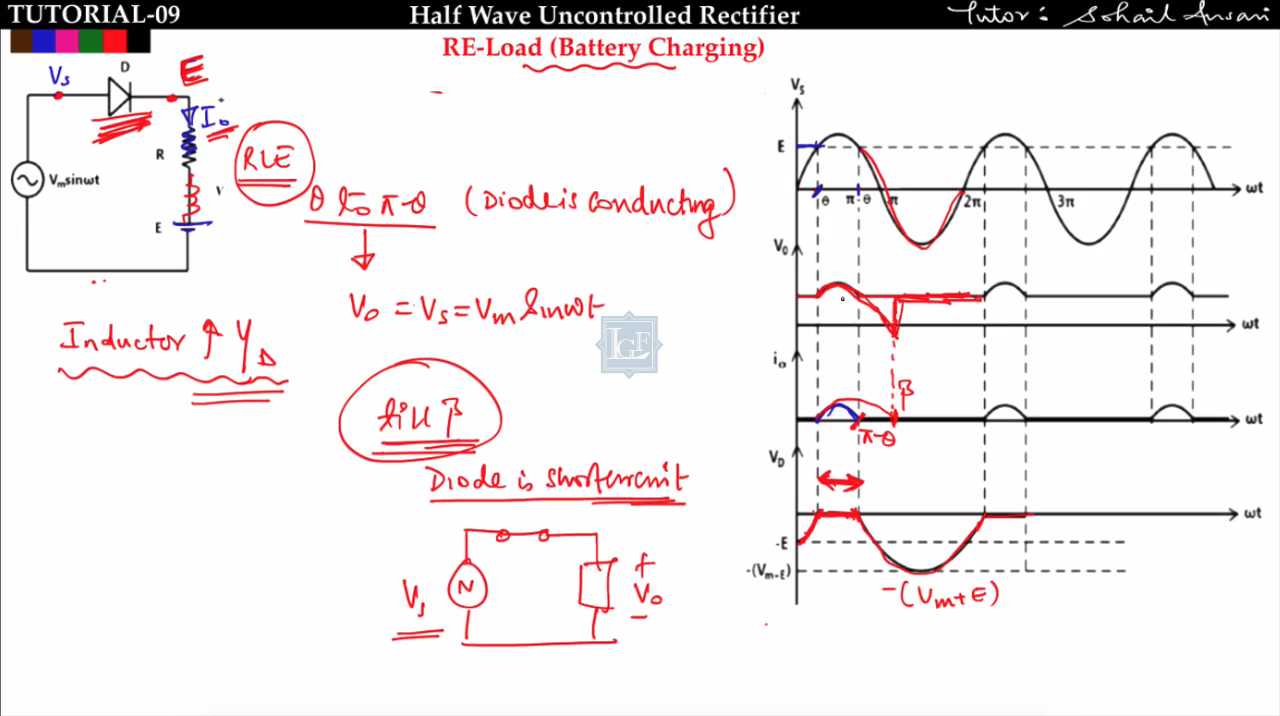 TUTORIAL-09
Half Wave Uncontrolled Rectifier
Tutor: Sohail Ansari
RE-Load (Battery Charging)
Vs
D
E
+
Io
R
V
E
Vmsinωt
RLE
θ to π-θ (Diode is conducting)
Vo = Vs = Vm sinωt
Inductor ↑ γD
till β
Diode is shortcircuit
Vs
N
+
Vo
-
LGF
Vs
E
θ
π-θ
π
2π
3π
ωt
Vo
ωt
io
β
π-θ
ωt
VD
ωt
-E
-(Vm-E)
-(Vm+E)